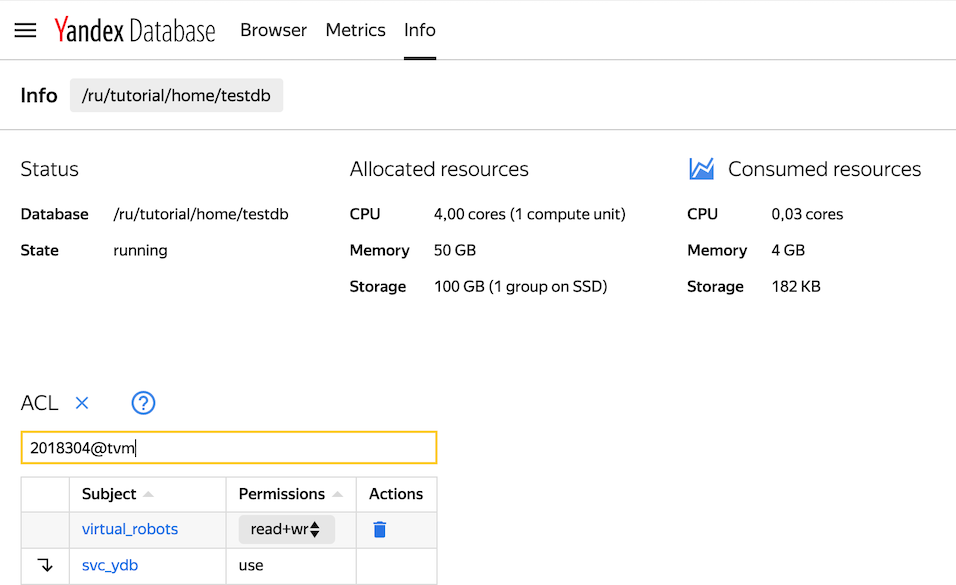 Yandex Database Browser Metrics Info
Info /ru/tutorial/home/testdb
Status
Database /ru/tutorial/home/testdb
State running
Allocated resources
CPU 4,00 cores (1 compute unit)
Memory 50 GB
Storage 100 GB (1 group on SSD)
Consumed resources
CPU 0,03 cores
Memory 4 GB
Storage 182 KB
ACL
2018304@tvm
Subject Permissions Actions
virtual_robots read+wr
svc_ydb use